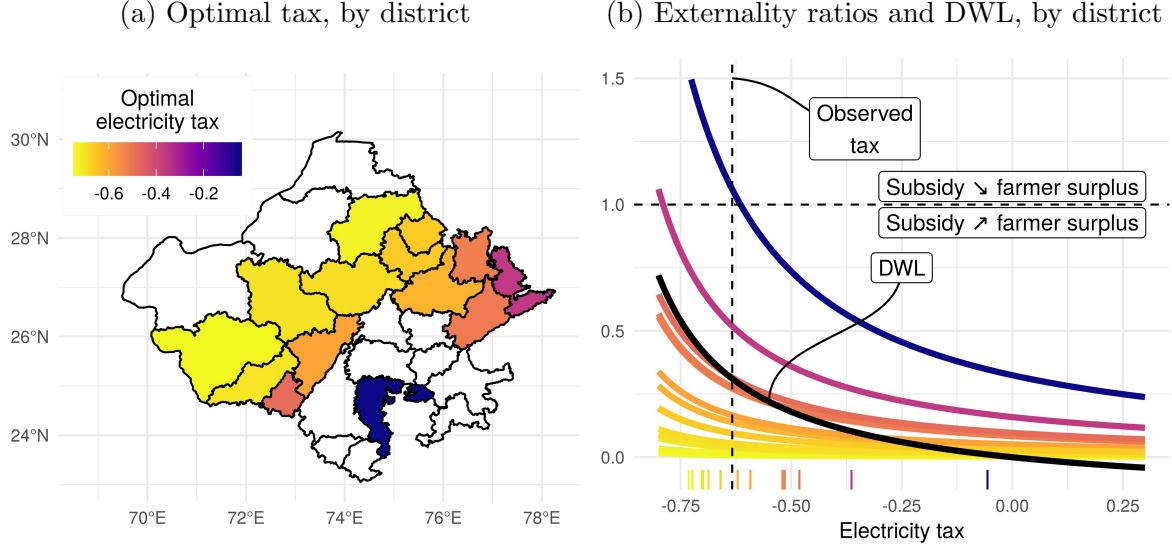 (a) Optimal tax, by district
Optimal
electricity tax
-0.6 -0.4 -0.2
30°N
28°N
26°N
24°N
70°E 72°E 74°E 76°E 78°E
(b) Externality ratios and DWL, by district
1.5
1.0
0.5
0.0
Observed
tax
Subsidy ↘ farmer surplus
Subsidy ↗ farmer surplus
DWL
-0.75 -0.50 -0.25 0.00 0.25
Electricity tax